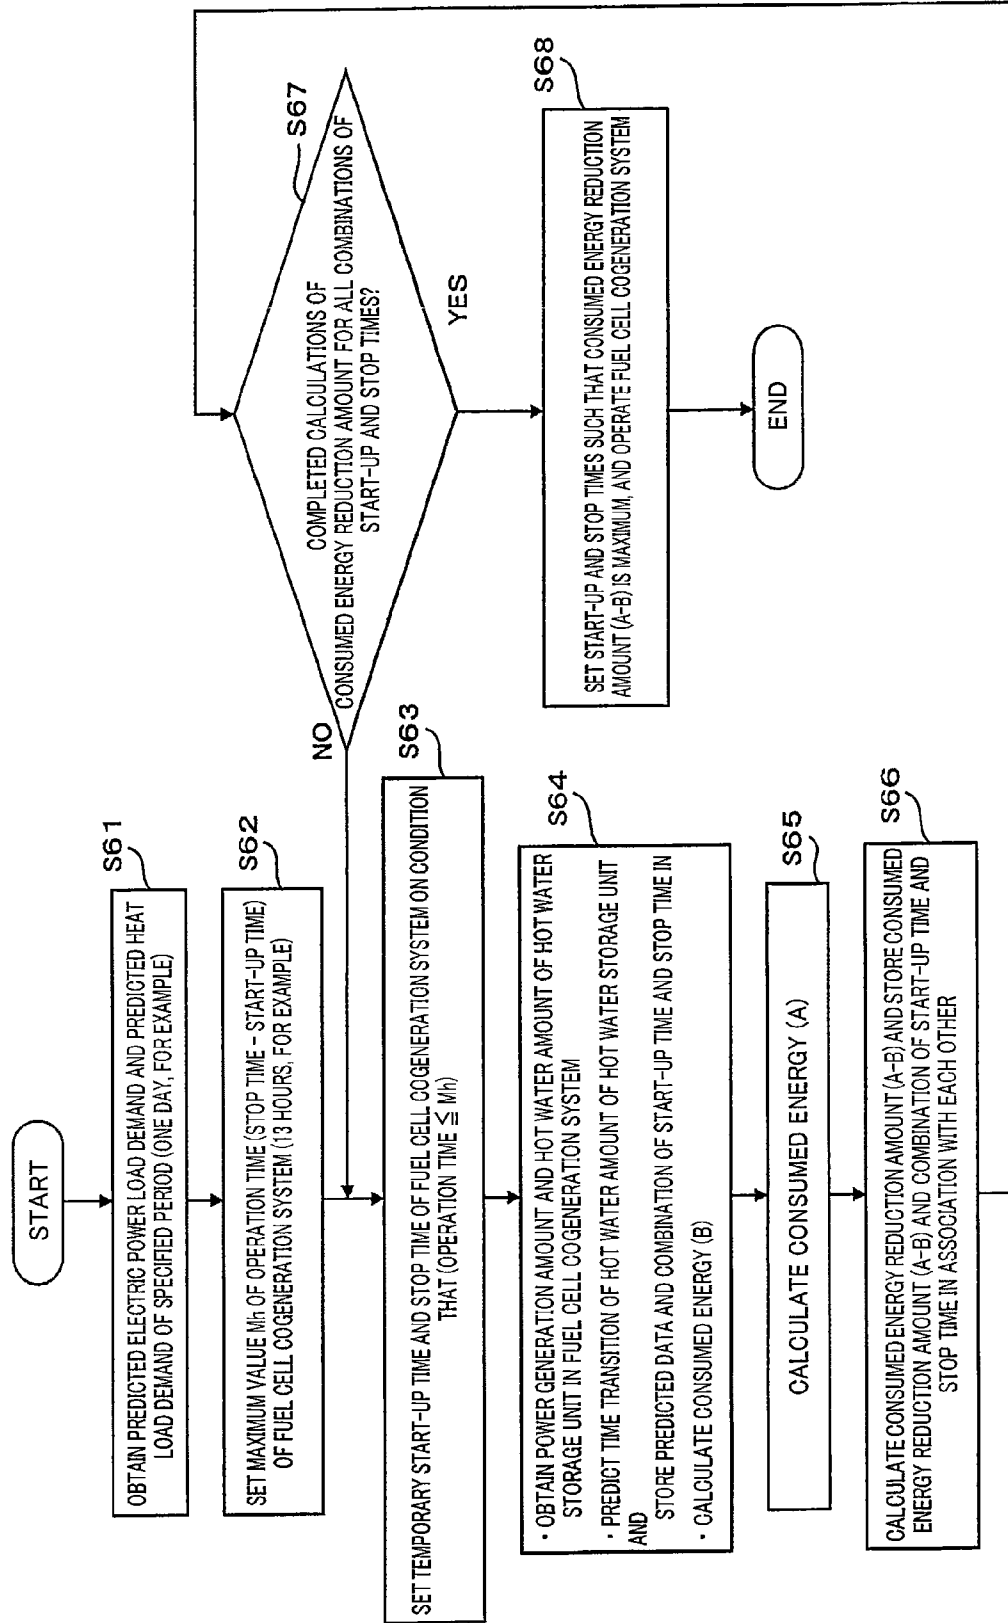 START
S61
OBTAIN PREDICTED ELECTRIC POWER LOAD DEMAND AND PREDICTED HEAT
LOAD DEMAND OF SPECIFIED PERIOD (ONE DAY, FOR EXAMPLE)
S62
SET MAXIMUM VALUE Mh OF OPERATION TIME (STOP TIME – START-UP TIME)
OF FUEL CELL COGENERATION SYSTEM (13 HOURS, FOR EXAMPLE)
S63
SET TEMPORARY START-UP TIME AND STOP TIME OF FUEL CELL COGENERATION SYSTEM ON CONDITION
THAT (OPERATION TIME ≦ Mh)
S64
・OBTAIN POWER GENERATION AMOUNT AND HOT WATER AMOUNT OF HOT WATER
STORAGE UNIT IN FUEL CELL COGENERATION SYSTEM
・PREDICT TIME TRANSITION OF HOT WATER AMOUNT OF HOT WATER STORAGE UNIT
AND
STORE PREDICTED DATA AND COMBINATION OF START-UP TIME AND STOP TIME IN
・CALCULATE CONSUMED ENERGY (B)
S65
CALCULATE CONSUMED ENERGY (A)
S66
CALCULATE CONSUMED ENERGY REDUCTION AMOUNT (A-B) AND STORE CONSUMED
ENERGY REDUCTION AMOUNT (A-B) AND COMBINATION OF START-UP TIME AND
STOP TIME IN ASSOCIATION WITH EACH OTHER
S67
COMPLETED CALCULATIONS OF
CONSUMED ENERGY REDUCTION AMOUNT FOR ALL COMBINATIONS OF
START-UP AND STOP TIMES?
NO
YES
S68
SET START-UP AND STOP TIMES SUCH THAT CONSUMED ENERGY REDUCTION
AMOUNT (A-B) IS MAXIMUM, AND OPERATE FUEL CELL COGENERATION SYSTEM
END